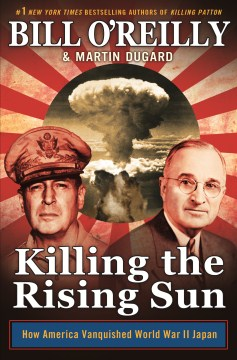 #1 NEW YORK TIMES BESTSELLING AUTHORS OF KILLING PATTON
BILL O'REILLY
& MARTIN DUGARD
Killing the
Rising Sun
How America Vanquished World War II Japan